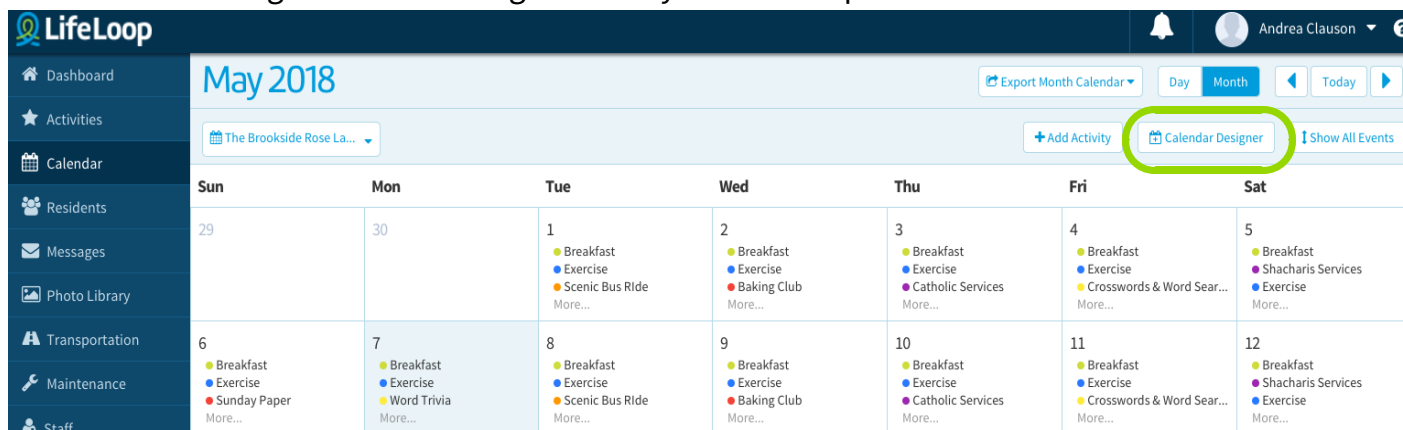 LifeLoop
Andrea Clauson
Dashboard
Activities
Calendar
Residents
Messages
Photo Library
Transportation
Maintenance
Staff
May 2018
Export Month Calendar
Day Month
Today
The Brookside Rose La...
+ Add Activity
Calendar Designer
Show All Events
Sun Mon Tue Wed Thu Fri Sat
29 30 1 2 3 4 5
Breakfast Breakfast Breakfast Breakfast Breakfast
Exercise Exercise Exercise Exercise Shacharis Services
Scenic Bus RIde Baking Club Catholic Services Crosswords & Word Sear... Exercise
More... More... More... More... More...
6 7 8 9 10 11 12
Breakfast Breakfast Breakfast Breakfast Breakfast Breakfast Breakfast
Exercise Exercise Exercise Exercise Exercise Exercise Shacharis Services
Sunday Paper Word Trivia Scenic Bus RIde Baking Club Catholic Services Crosswords & Word Sear... Exercise
More... More... More... More... More... More... More...